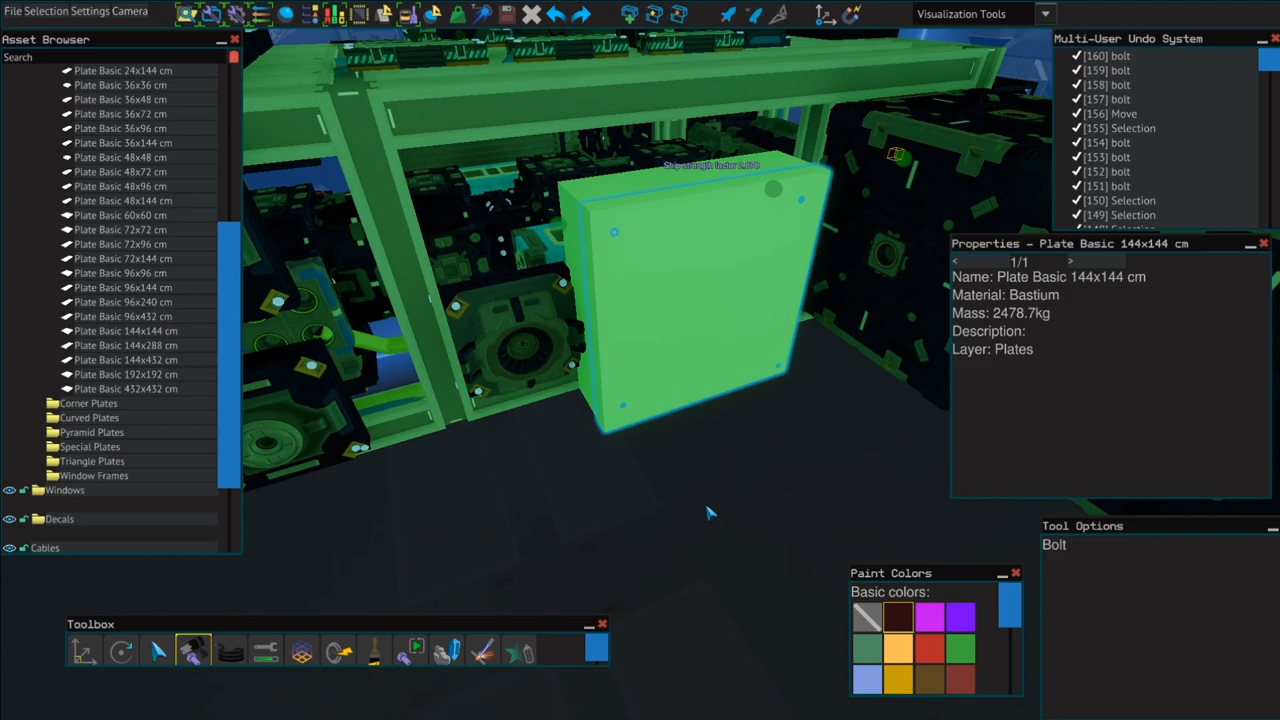 File Selection Settings Camera
Visualization Tools
Asset Browser
Search
Plate Basic 24x144 cm
Plate Basic 36x36 cm
Plate Basic 36x48 cm
Plate Basic 36x72 cm
Plate Basic 36x96 cm
Plate Basic 36x144 cm
Plate Basic 48x48 cm
Plate Basic 48x72 cm
Plate Basic 48x96 cm
Plate Basic 48x144 cm
Plate Basic 60x60 cm
Plate Basic 72x72 cm
Plate Basic 72x96 cm
Plate Basic 72x144 cm
Plate Basic 96x96 cm
Plate Basic 96x144 cm
Plate Basic 96x240 cm
Plate Basic 96x432 cm
Plate Basic 144x144 cm
Plate Basic 144x288 cm
Plate Basic 144x432 cm
Plate Basic 192x192 cm
Plate Basic 432x432 cm
Corner Plates
Curved Plates
Pyramid Plates
Special Plates
Triangle Plates
Window Frames
Windows
Decals
Cables
Ship strength factor
Multi-User Undo System
[160] bolt
[159] bolt
[158] bolt
[157] bolt
[156] Move
[155] Selection
[154] bolt
[153] bolt
[152] bolt
[151] bolt
[150] Selection
[149] Selection
Properties - Plate Basic 144x144 cm
< 1/1 >
Name: Plate Basic 144x144 cm
Material: Bastium
Mass: 2478.7kg
Description:
Layer: Plates
Tool Options
Bolt
Paint Colors
Basic colors:
Toolbox